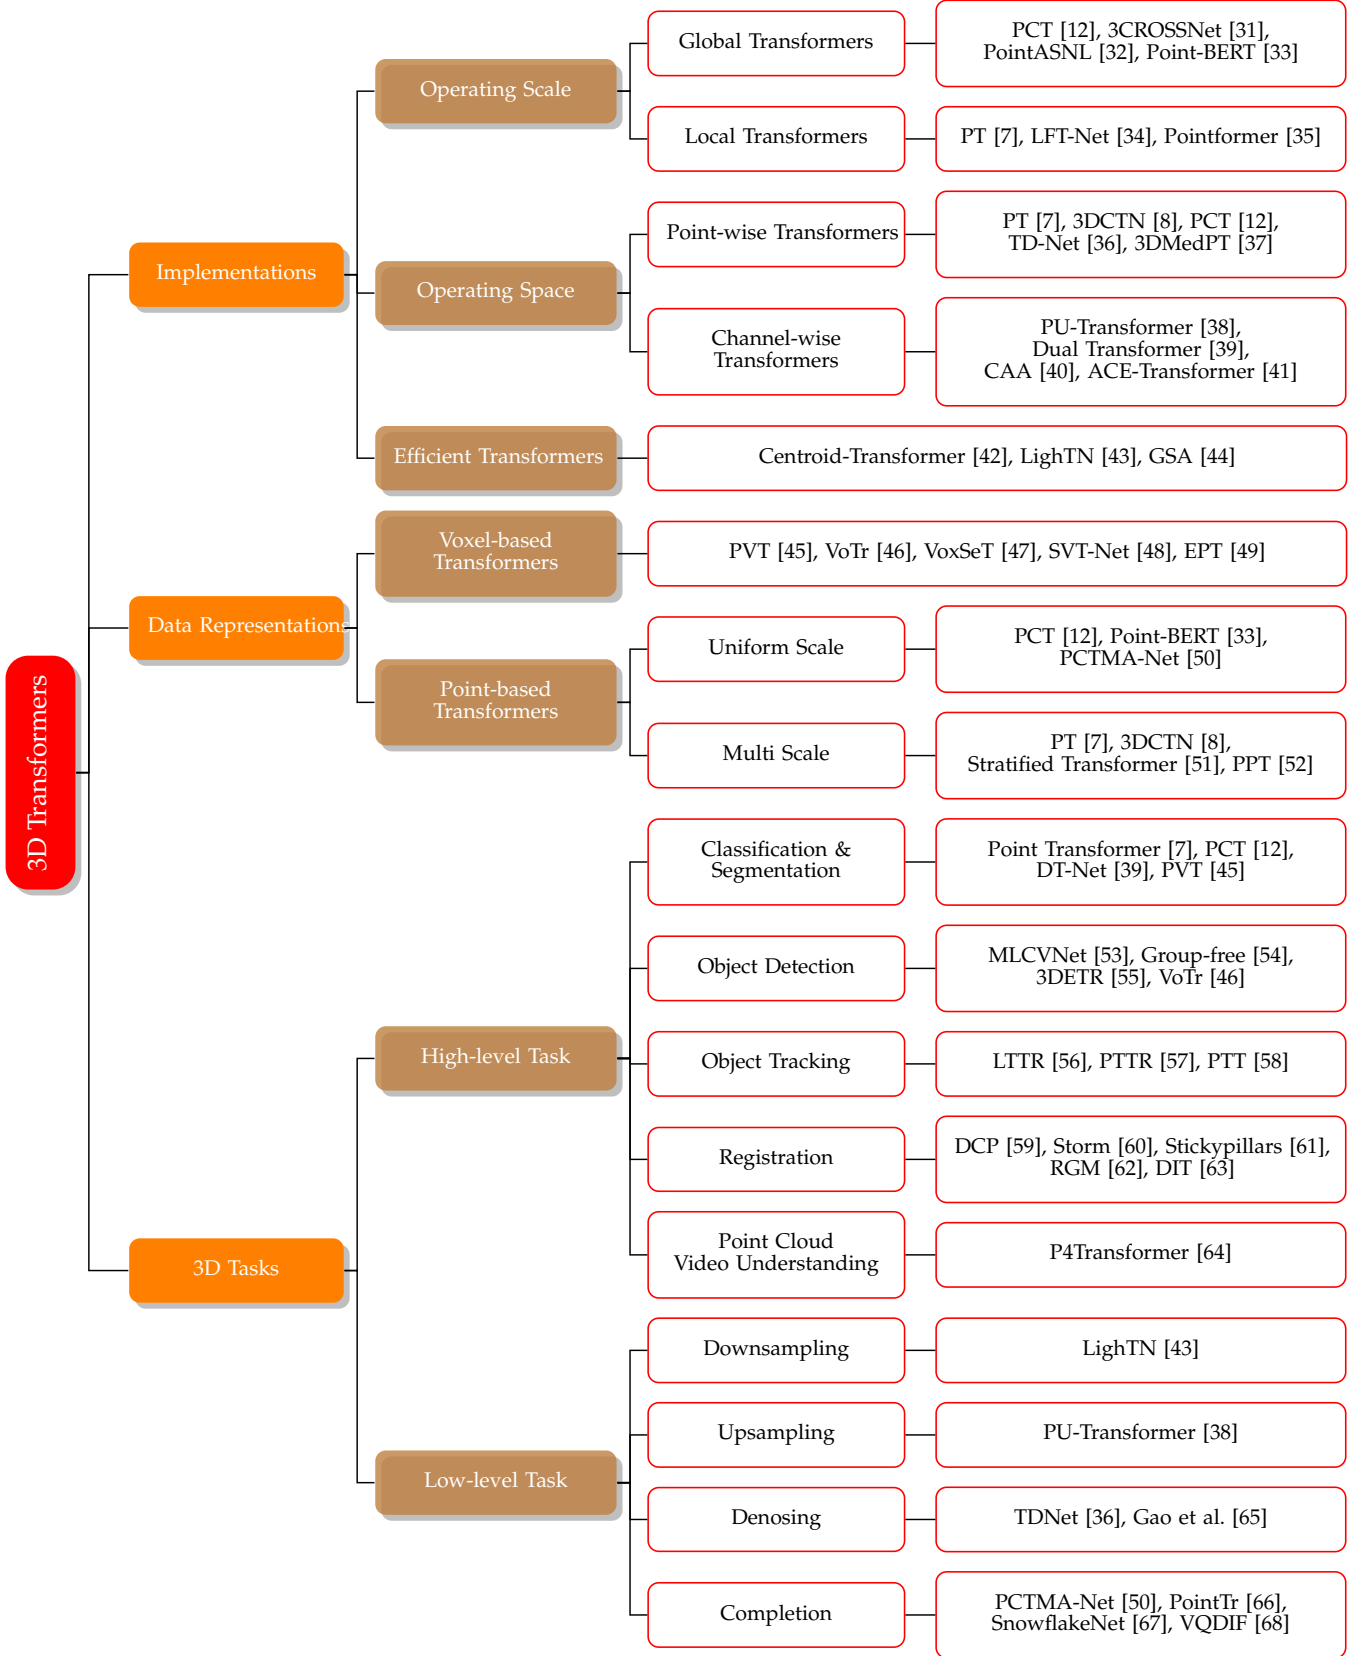 3D Transformers
Implementations
Operating Scale
Global Transformers
PCT [12], 3CROSSNet [31],
PointASNL [32], Point-BERT [33]
Local Transformers
PT [7], LFT-Net [34], Pointformer [35]
Operating Space
Point-wise Transformers
PT [7], 3DCTN [8], PCT [12],
TD-Net [36], 3DMedPT [37]
Channel-wise
Transformers
PU-Transformer [38],
Dual Transformer [39],
CAA [40], ACE-Transformer [41]
Efficient Transformers
Centroid-Transformer [42], LighTN [43], GSA [44]
Data Representations
Voxel-based
Transformers
PVT [45], VoTr [46], VoxSeT [47], SVT-Net [48], EPT [49]
Point-based
Transformers
Uniform Scale
PCT [12], Point-BERT [33],
PCTMA-Net [50]
Multi Scale
PT [7], 3DCTN [8],
Stratified Transformer [51], PPT [52]
3D Tasks
High-level Task
Classification &
Segmentation
Point Transformer [7], PCT [12],
DT-Net [39], PVT [45]
Object Detection
MLCVNet [53], Group-free [54],
3DETR [55], VoTr [46]
Object Tracking
LTTR [56], PTTR [57], PTT [58]
Registration
DCP [59], Storm [60], Stickypillars [61],
RGM [62], DIT [63]
Point Cloud
Video Understanding
P4Transformer [64]
Low-level Task
Downsampling
LighTN [43]
Upsampling
PU-Transformer [38]
Denosing
TDNet [36], Gao et al. [65]
Completion
PCTMA-Net [50], PointTr [66],
SnowflakeNet [67], VQDIF [68]